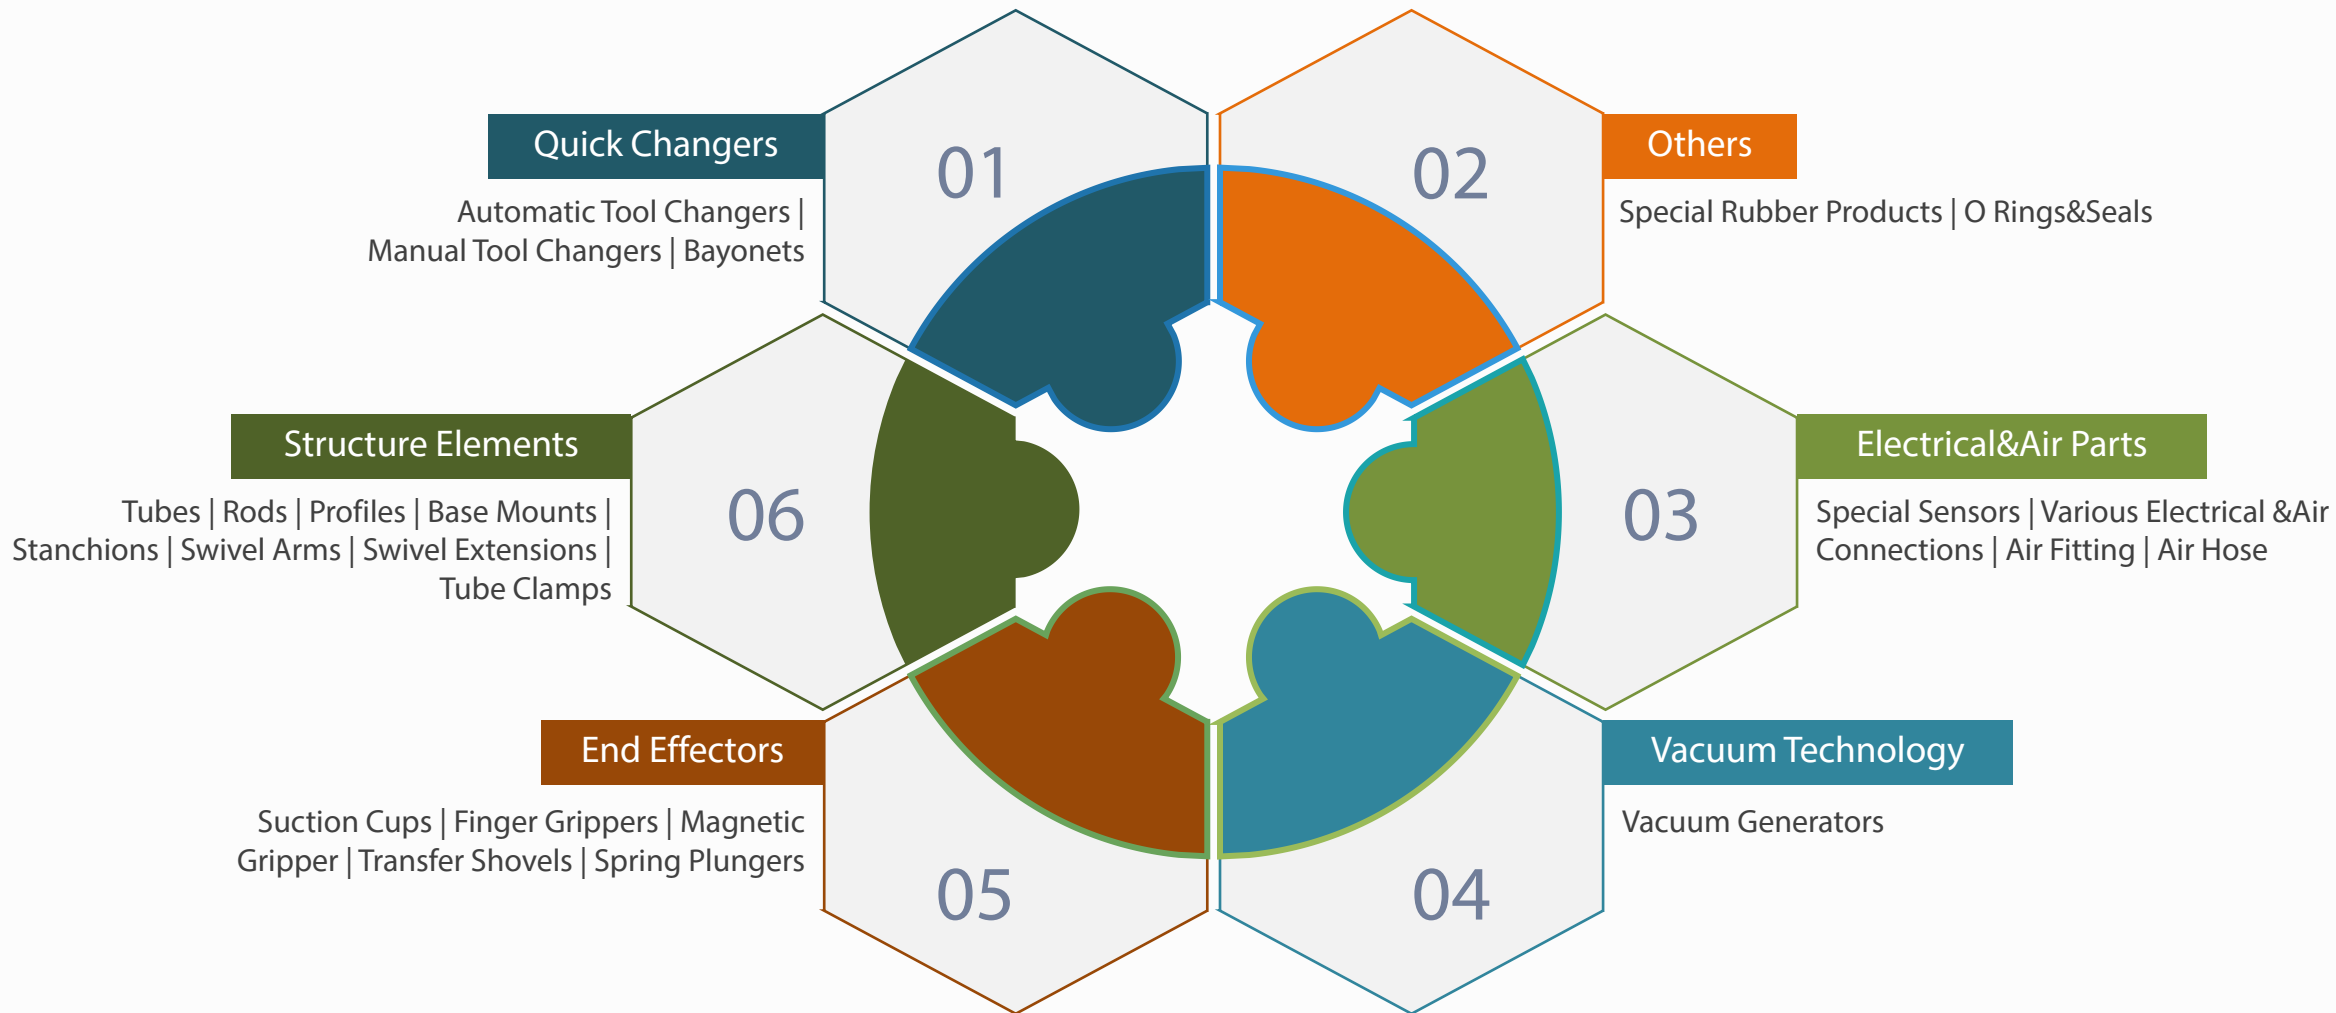 Quick Changers
01
Automatic Tool Changers |
Manual Tool Changers | Bayonets
02
Others
Special Rubber Products | O Rings&Seals
Structure Elements
06
Tubes | Rods | Profiles | Base Mounts |
Stanchions | Swivel Arms | Swivel Extensions |
Tube Clamps
03
Electrical&Air Parts
Special Sensors | Various Electrical &Air
Connections | Air Fitting | Air Hose
End Effectors
Suction Cups | Finger Grippers | Magnetic
Gripper | Transfer Shovels | Spring Plungers
05
Vacuum Technology
Vacuum Generators
04